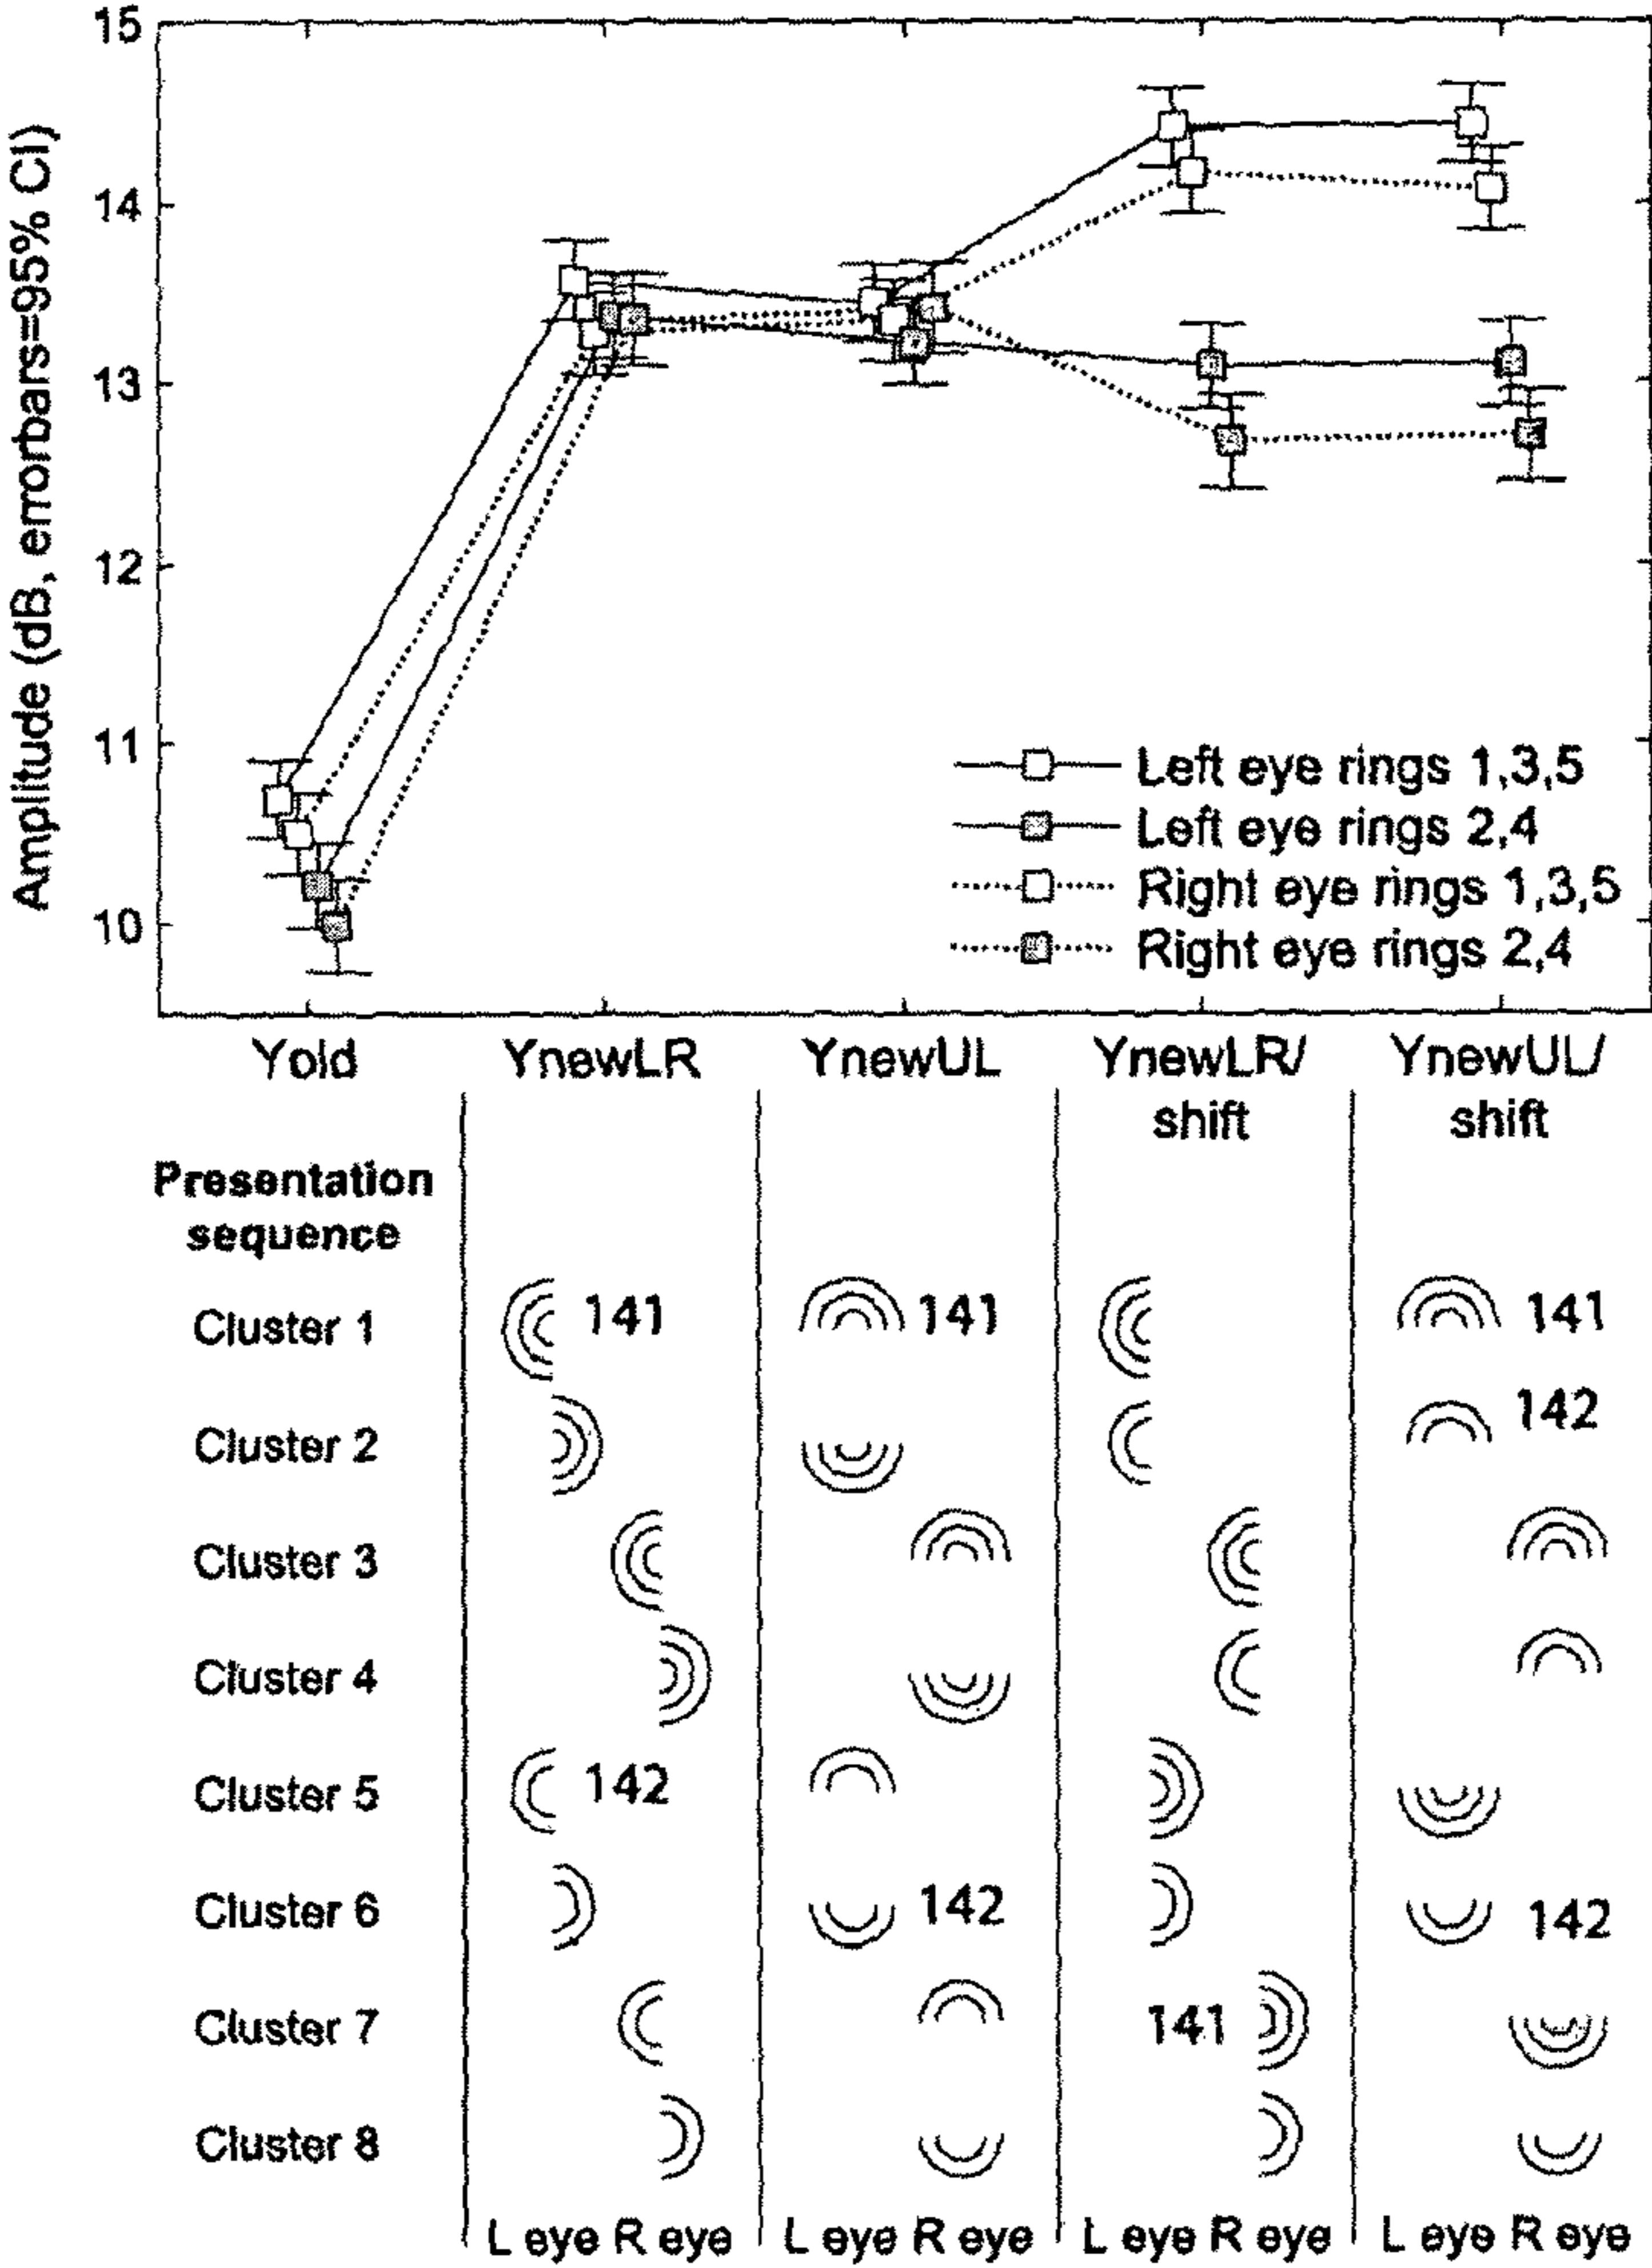 15
14
13
12
11
10
Amplitude (dB, errorbars=95% CI)
Left eye rings 1,3,5
Left eye rings 2,4
Right eye rings 1,3,5
Right eye rings 2,4
Yold YnewLR YnewUL YnewLR/ YnewUL/
shift shift
Presentation
sequence
Cluster 1 141 141 141
Cluster 2 142
Cluster 3
Cluster 4
Cluster 5 142
Cluster 6 142 142
Cluster 7 141
Cluster 8
L eye R eye L eye R eye L eye R eye L eye R eye